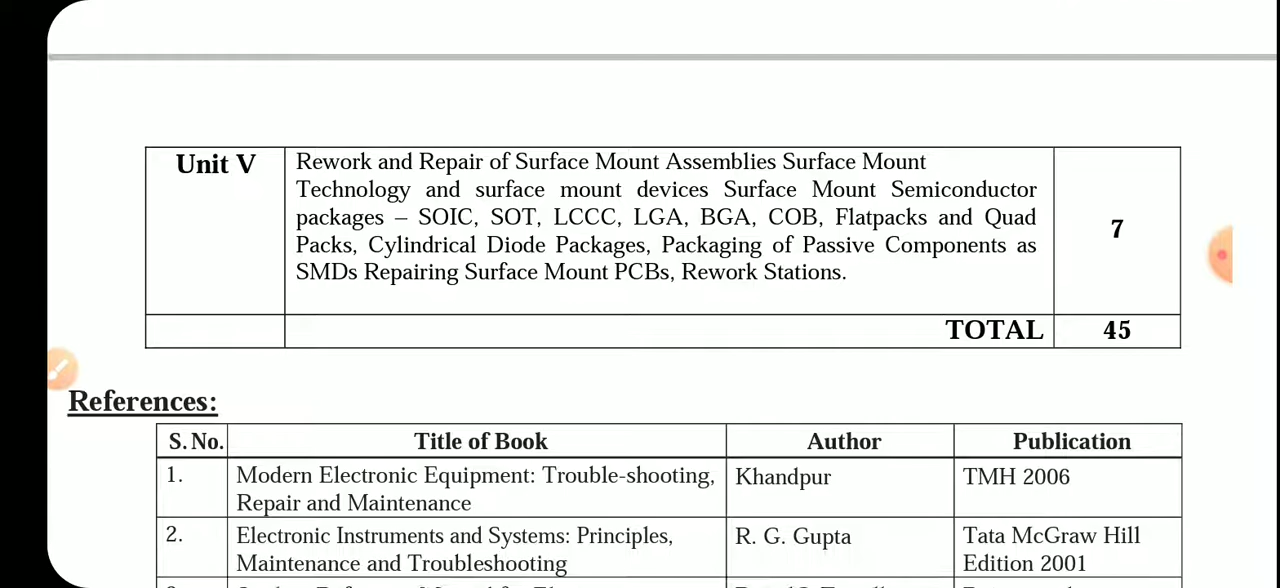 Unit V
Rework and Repair of Surface Mount Assemblies Surface Mount
Technology and surface mount devices Surface Mount Semiconductor
packages – SOIC, SOT, LCCC, LGA, BGA, COB, Flatpacks and Quad
Packs, Cylindrical Diode Packages, Packaging of Passive Components as
SMDs Repairing Surface Mount PCBs, Rework Stations.
7
TOTAL 45
References:
S. No. Title of Book Author Publication
1. Modern Electronic Equipment: Trouble-shooting, Khandpur TMH 2006
Repair and Maintenance
2. Electronic Instruments and Systems: Principles, R. G. Gupta Tata McGraw Hill
Maintenance and Troubleshooting Edition 2001